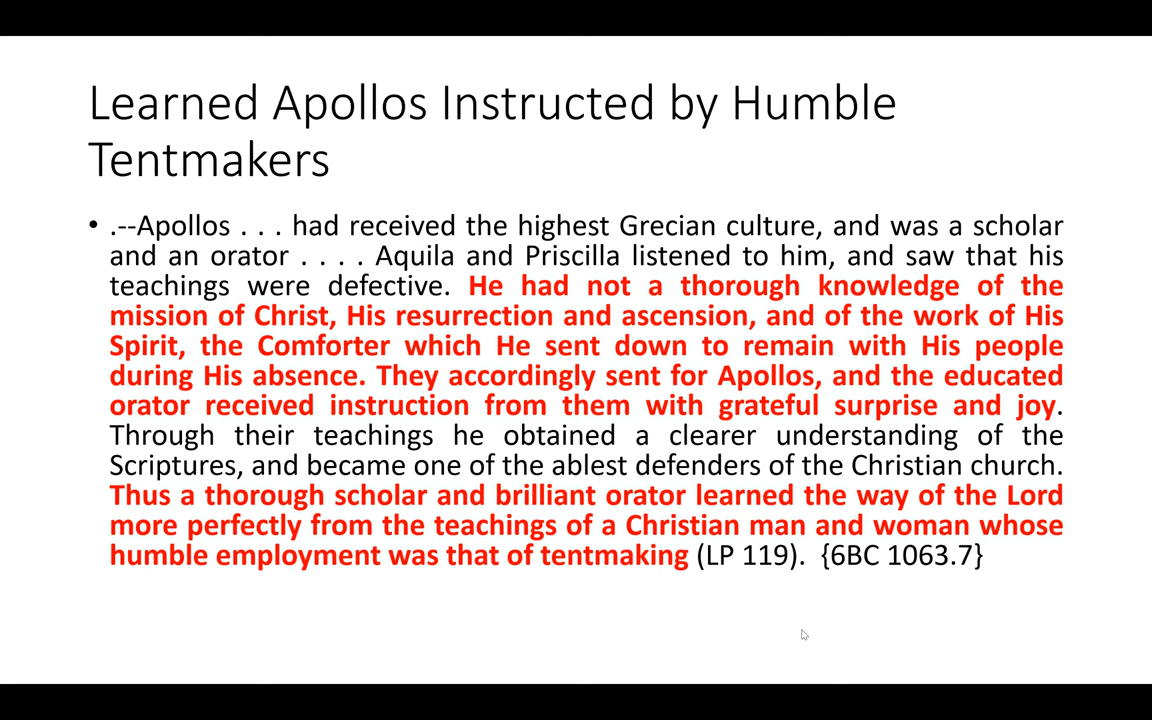 Learned Apollos Instructed by Humble
Tentmakers
• .--Apollos . . . had received the highest Grecian culture, and was a scholar
and an orator . . . . Aquila and Priscilla listened to him, and saw that his
teachings were defective. He had not a thorough knowledge of the
mission of Christ, His resurrection and ascension, and of the work of His
Spirit, the Comforter which He sent down to remain with His people
during His absence. They accordingly sent for Apollos, and the educated
orator received instruction from them with grateful surprise and joy.
Through their teachings he obtained a clearer understanding of the
Scriptures, and became one of the ablest defenders of the Christian church.
Thus a thorough scholar and brilliant orator learned the way of the Lord
more perfectly from the teachings of a Christian man and woman whose
humble employment was that of tentmaking (LP 119). {6BC 1063.7}